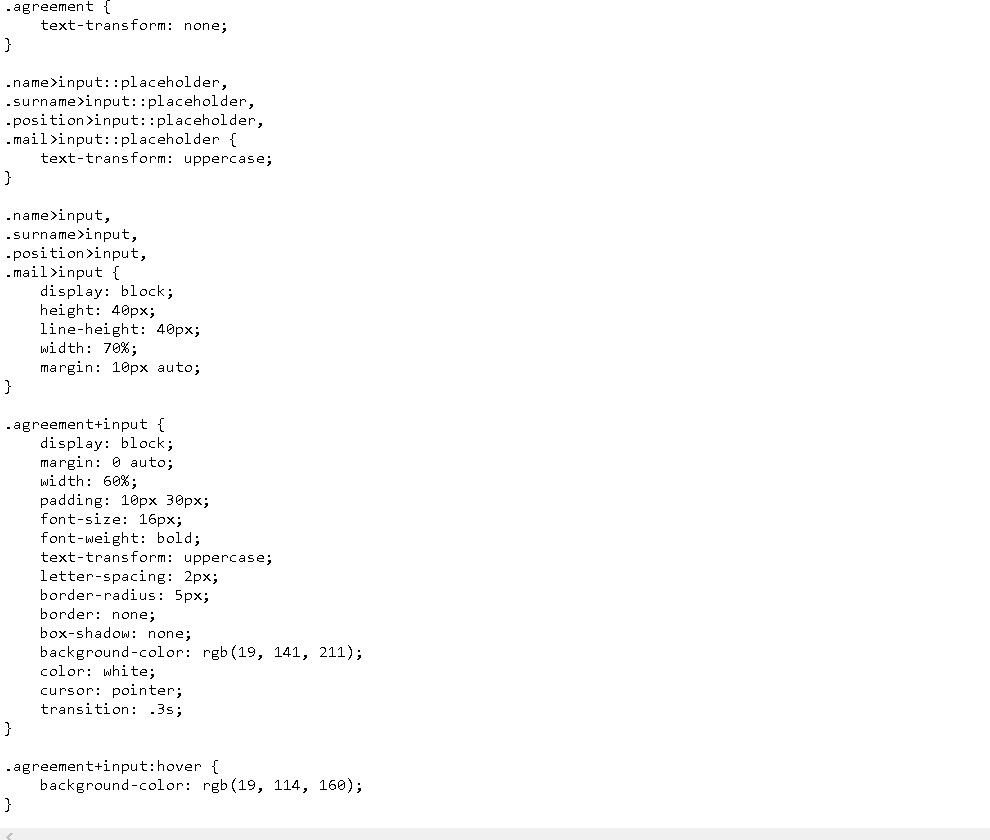 .agreement {
    text-transform: none;
}

.name>input::placeholder,
.surname>input::placeholder,
.position>input::placeholder,
.mail>input::placeholder {
    text-transform: uppercase;
}

.name>input,
.surname>input,
.position>input,
.mail>input {
    display: block;
    height: 40px;
    line-height: 40px;
    width: 70%;
    margin: 10px auto;
}

.agreement+input {
    display: block;
    margin: 0 auto;
    width: 60%;
    padding: 10px 30px;
    font-size: 16px;
    font-weight: bold;
    text-transform: uppercase;
    letter-spacing: 2px;
    border-radius: 5px;
    border: none;
    box-shadow: none;
    background-color: rgb(19, 141, 211);
    color: white;
    cursor: pointer;
    transition: .3s;
}

.agreement+input:hover {
    background-color: rgb(19, 114, 160);
}